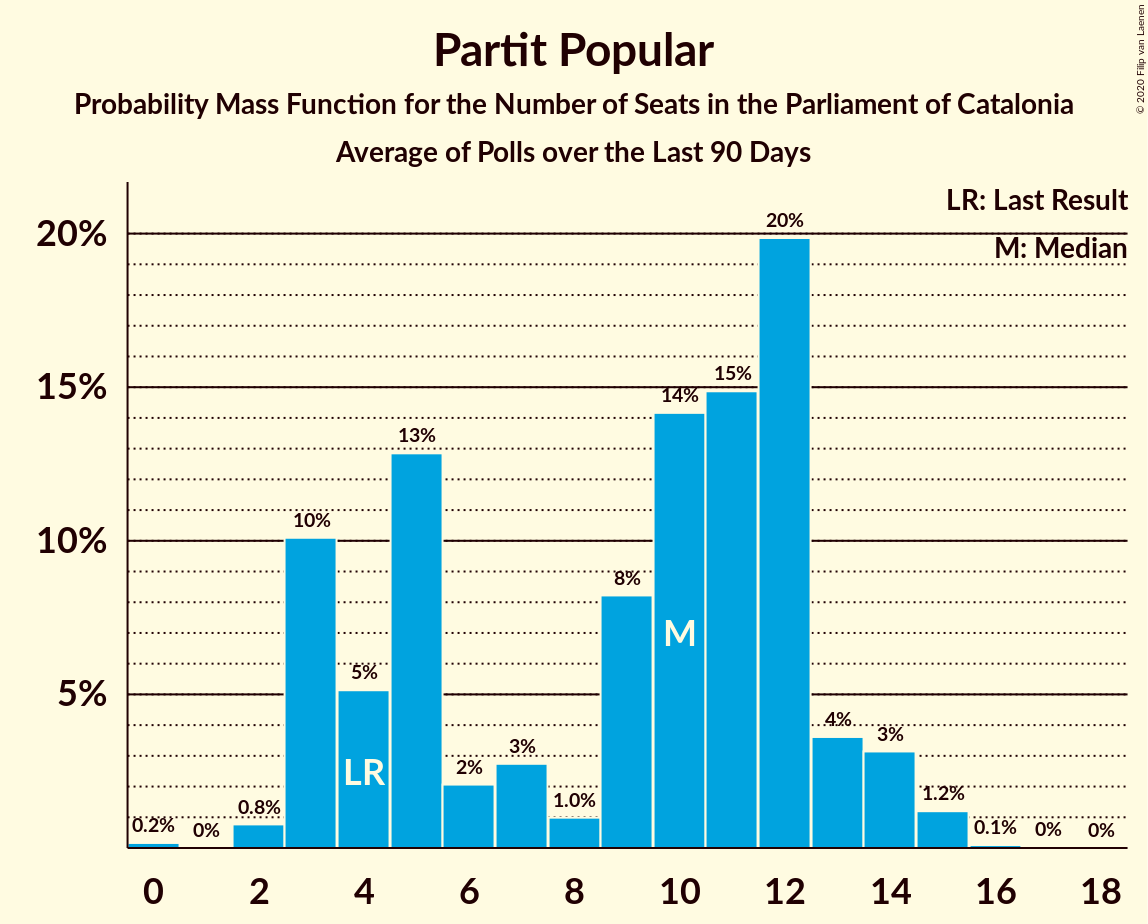 Partit Popular
Probability Mass Function for the Number of Seats in the Parliament of Catalonia
Average of Polls over the Last 90 Days
© 2020 Filip van Laenen
LR: Last Result
M: Median
20%
15%
10%
5%
0.2%
0%
0.8%
10%
5%
13%
2%
3%
1.0%
8%
14%
15%
20%
4%
3%
1.2%
0.1%
0%
0%
LR
M
0 2 4 6 8 10 12 14 16 18